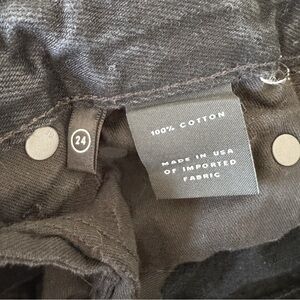 24
100% COTTON
MADE IN USA
OF IMPORTED
FABRIC